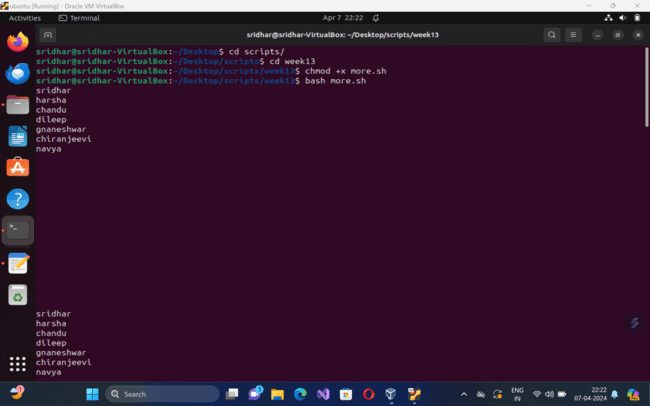 ubuntu [Running] - Oracle VM VirtualBox
Activities
Terminal
Apr 7 22:22
sridhar@sridhar-VirtualBox: ~/Desktop/scripts/week13
sridhar@sridhar-VirtualBox:~/Desktop$ cd scripts/
sridhar@sridhar-VirtualBox:~/Desktop/scripts$ cd week13
sridhar@sridhar-VirtualBox:~/Desktop/scripts/week13$ chmod +x more.sh
sridhar@sridhar-VirtualBox:~/Desktop/scripts/week13$ bash more.sh
sridhar
harsha
chandu
dileep
gnaneshwar
chiranjeevi
navya
sridhar
harsha
chandu
dileep
gnaneshwar
chiranjeevi
navya
Search
ENG
IN
22:22
07-04-2024